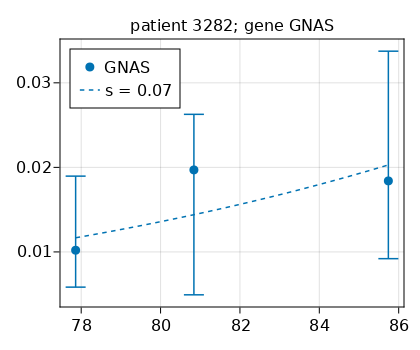 patient 3282; gene GNAS
GNAS
s = 0.07
0.03
0.02
0.01
78 80 82 84 86